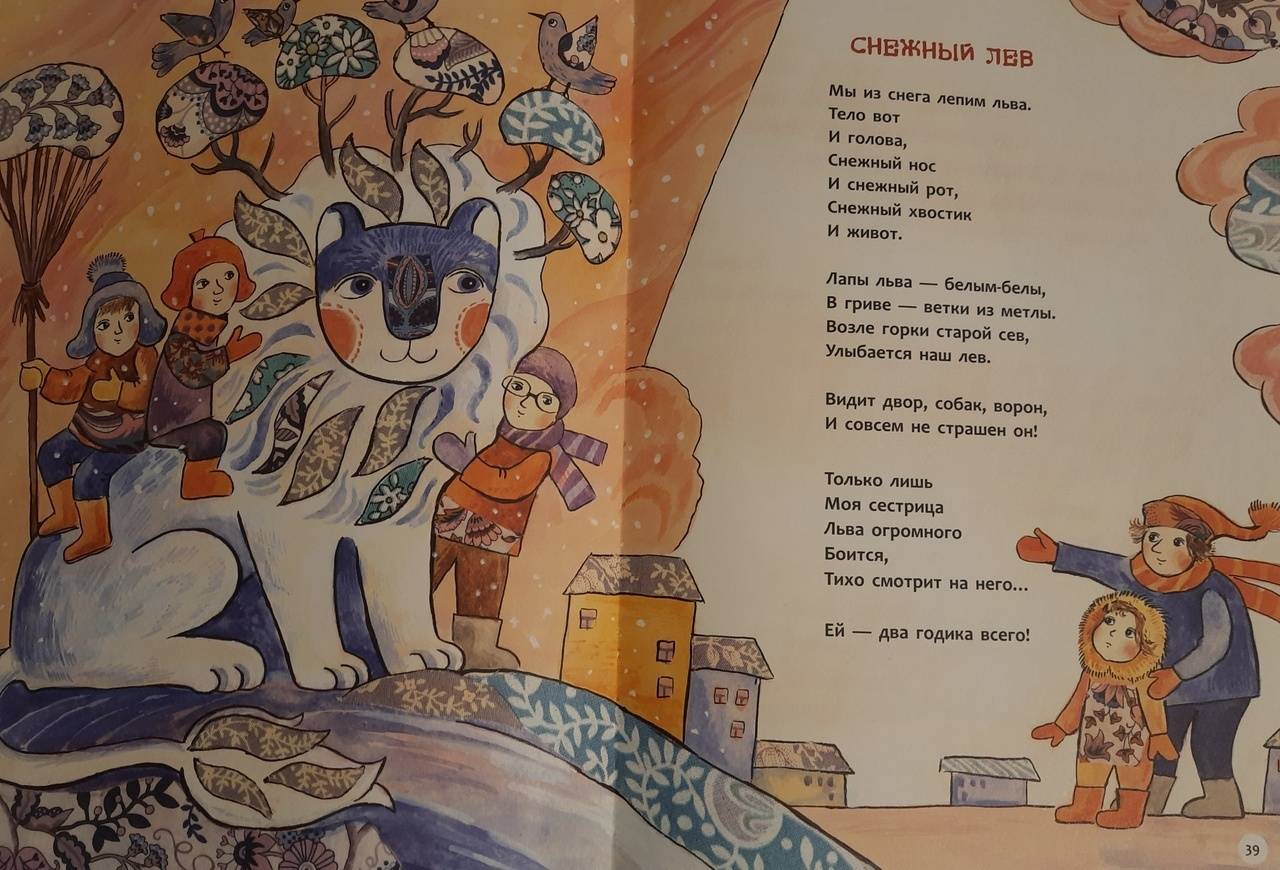 СНЕЖНЫЙ ЛЕВ
Мы из снега лепим льва.
Тело вот
И голова,
Снежный нос
И снежный рот,
Снежный хвостик
И живот.
Лапы льва — белым-белы,
В гриве — ветки из метлы.
Возле горки старой сев,
Улыбается наш лев.
Видит двор, собак, ворон,
И совсем не страшен он!
Только лишь
Моя сестрица
Льва огромного
Боится,
Тихо смотрит на него...
Ей — два годика всего!
39